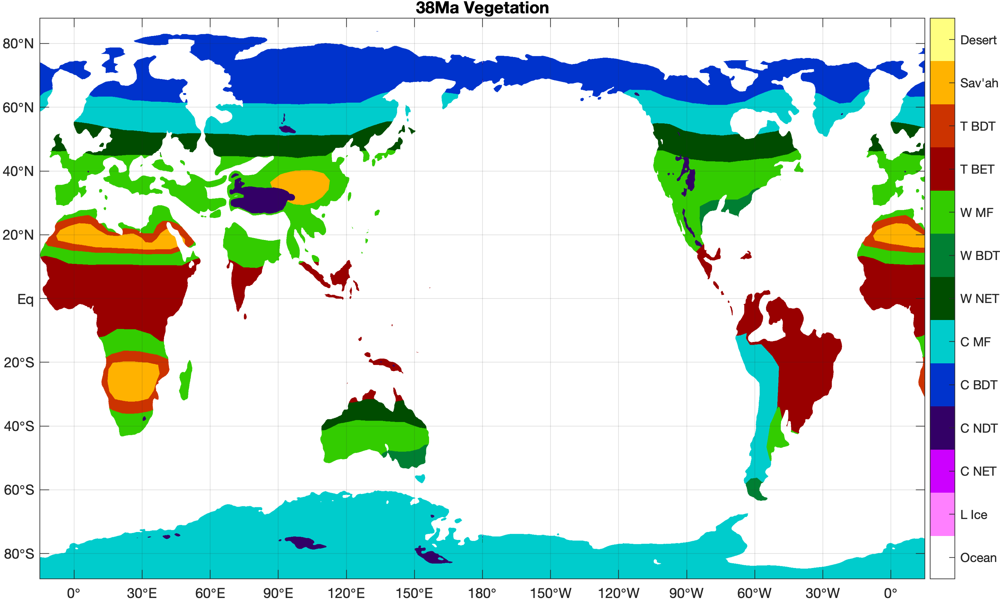 38Ma Vegetation
80°N
60°N
40°N
20°N
Eq
20°S
40°S
60°S
80°S
0°
30°E
60°E
90°E
120°E
150°E
180°
150°W
120°W
90°W
60°W
30°W
0°
Desert
Sav'ah
T BDT
T BET
W MF
W BDT
W NET
C MF
C BDT
C NDT
C NET
L Ice
Ocean